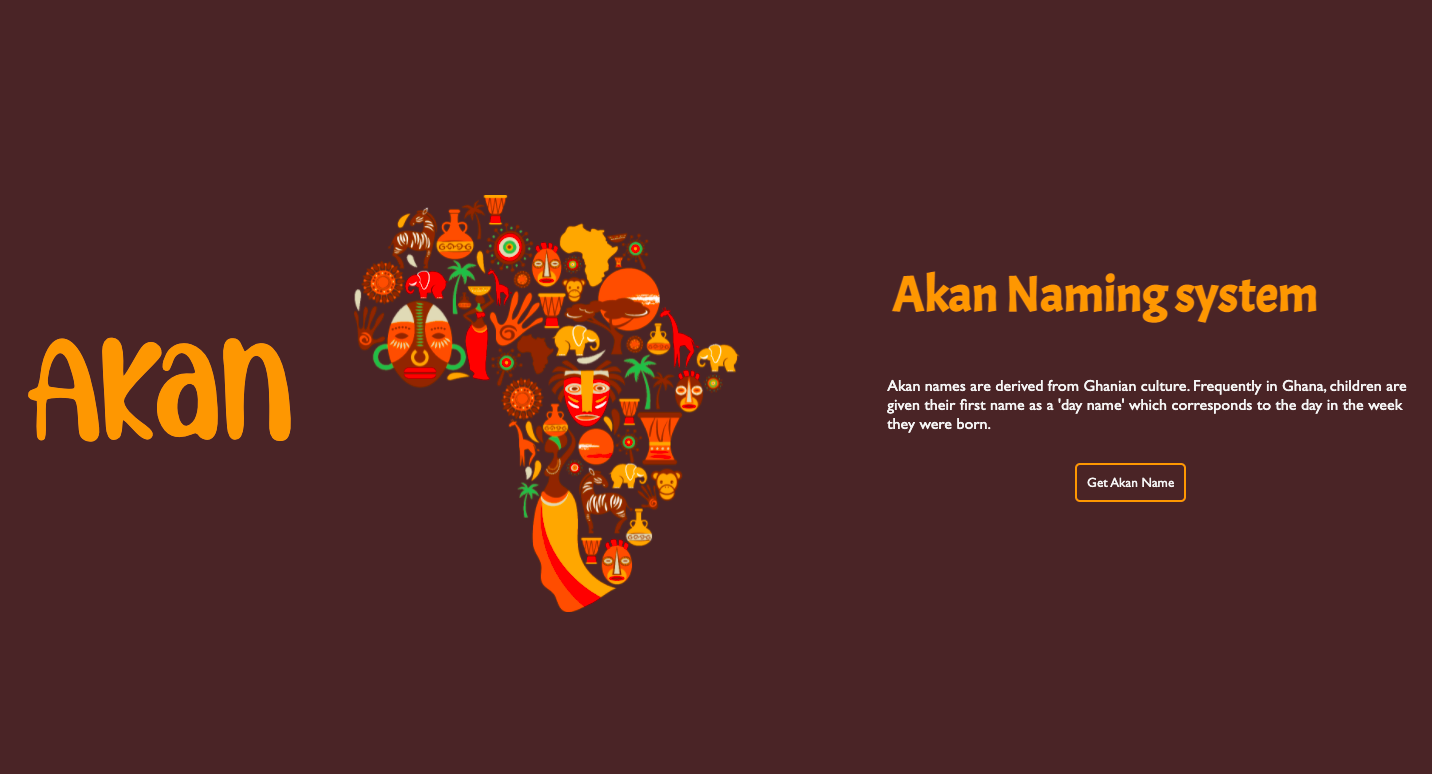 Akan
Akan Naming system
Akan names are derived from Ghanian culture. Frequently in Ghana, children are
given their first name as a 'day name' which corresponds to the day in the week
they were born.
Get Akan Name